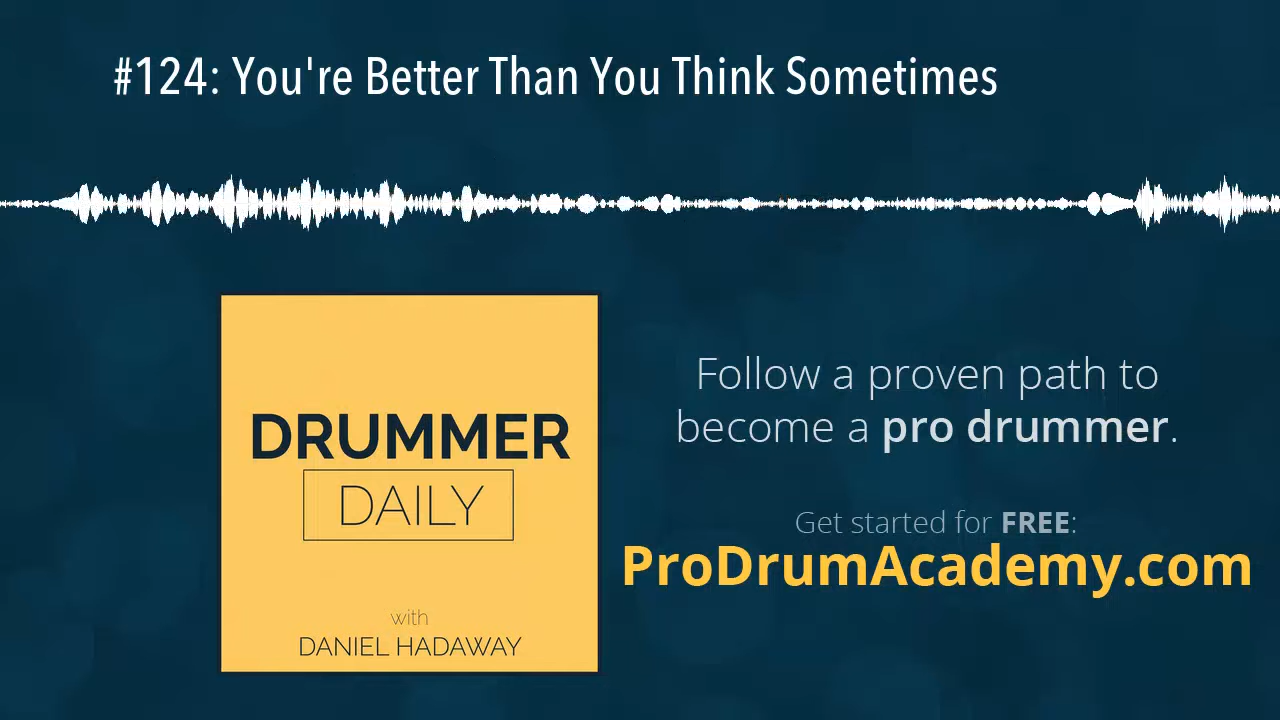 #124: You're Better Than You Think Sometimes
DRUMMER
DAILY
with
DANIEL HADAWAY
Follow a proven path to
become a pro drummer.
Get started for FREE:
ProDrumAcademy.com